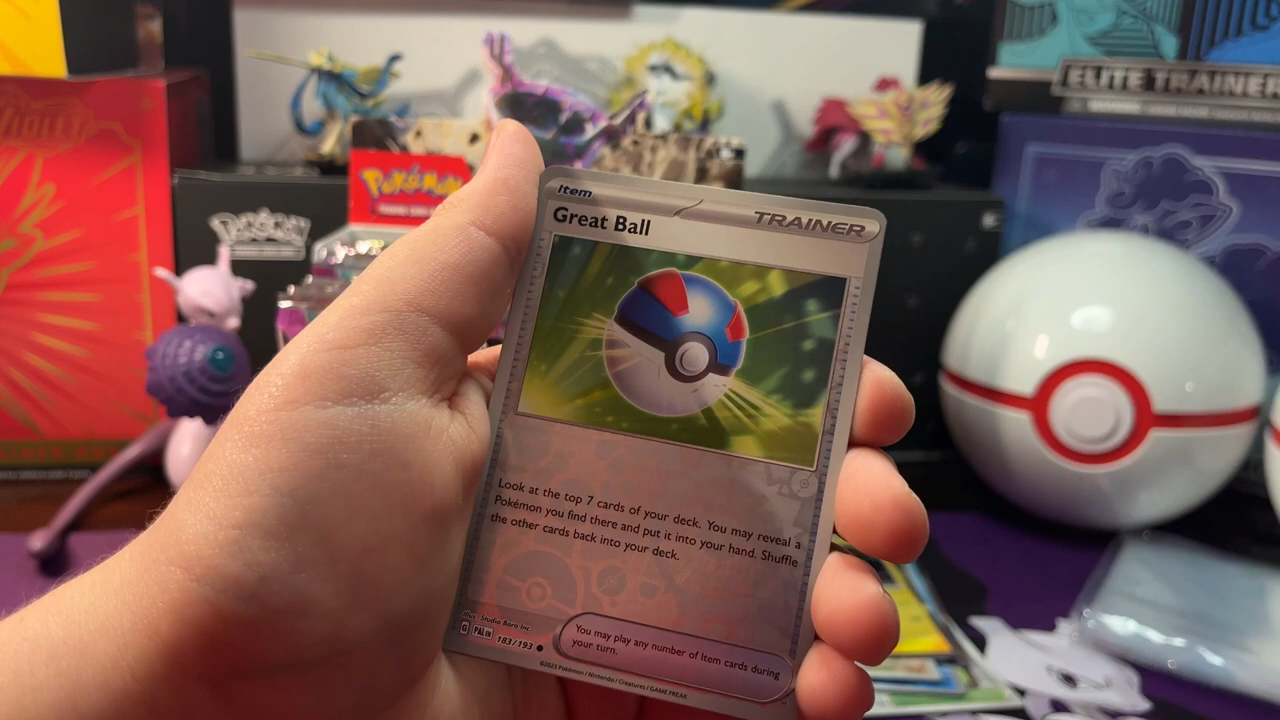 ELITE TRAINER
VIOLET
Pokémon
Pokémon
Item
Great Ball
TRAINER
Look at the top 7 cards of your deck. You may reveal a
Pokémon you find there and put it into your hand. Shuffle
the other cards back into your deck.
Illus. Studio Bora Inc.
G PAL EN 183/193
You may play any number of Item cards during
your turn.
©2023 Pokémon / Nintendo / Creatures / GAME FREAK